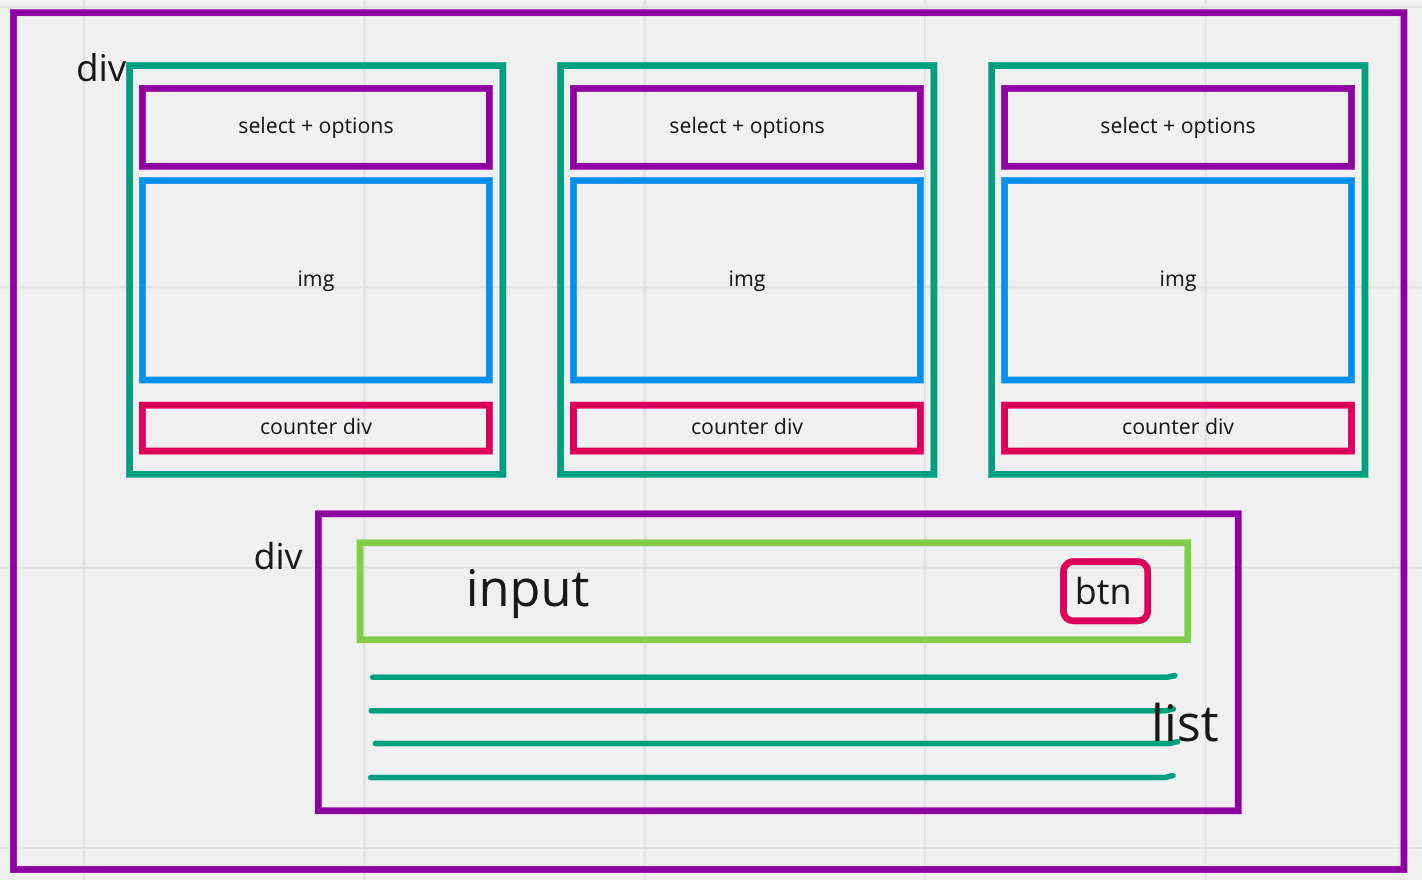 div
select + options
select + options
select + options
img
img
img
counter div
counter div
counter div
div
input
btn
list